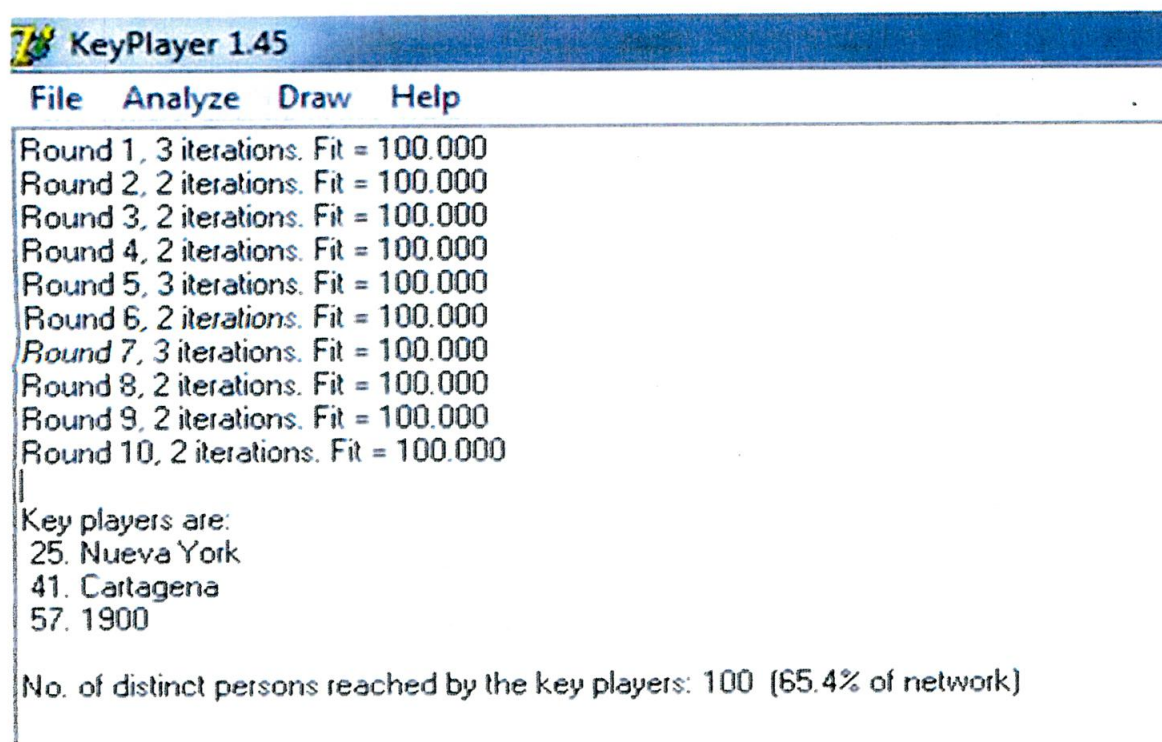 KeyPlayer 1.45
File Analyze Draw Help
Round 1, 3 iterations. Fit = 100.000
Round 2, 2 iterations. Fit = 100.000
Round 3, 2 iterations. Fit = 100.000
Round 4, 2 iterations. Fit = 100.000
Round 5, 3 iterations. Fit = 100.000
Round 6, 2 iterations. Fit = 100.000
Round 7, 3 iterations. Fit = 100.000
Round 8, 2 iterations. Fit = 100.000
Round 9, 2 iterations. Fit = 100.000
Round 10, 2 iterations. Fit = 100.000
Key players are:
25. Nueva York
41. Cartagena
57. 1900
No. of distinct persons reached by the key players: 100 (65.4% of network)